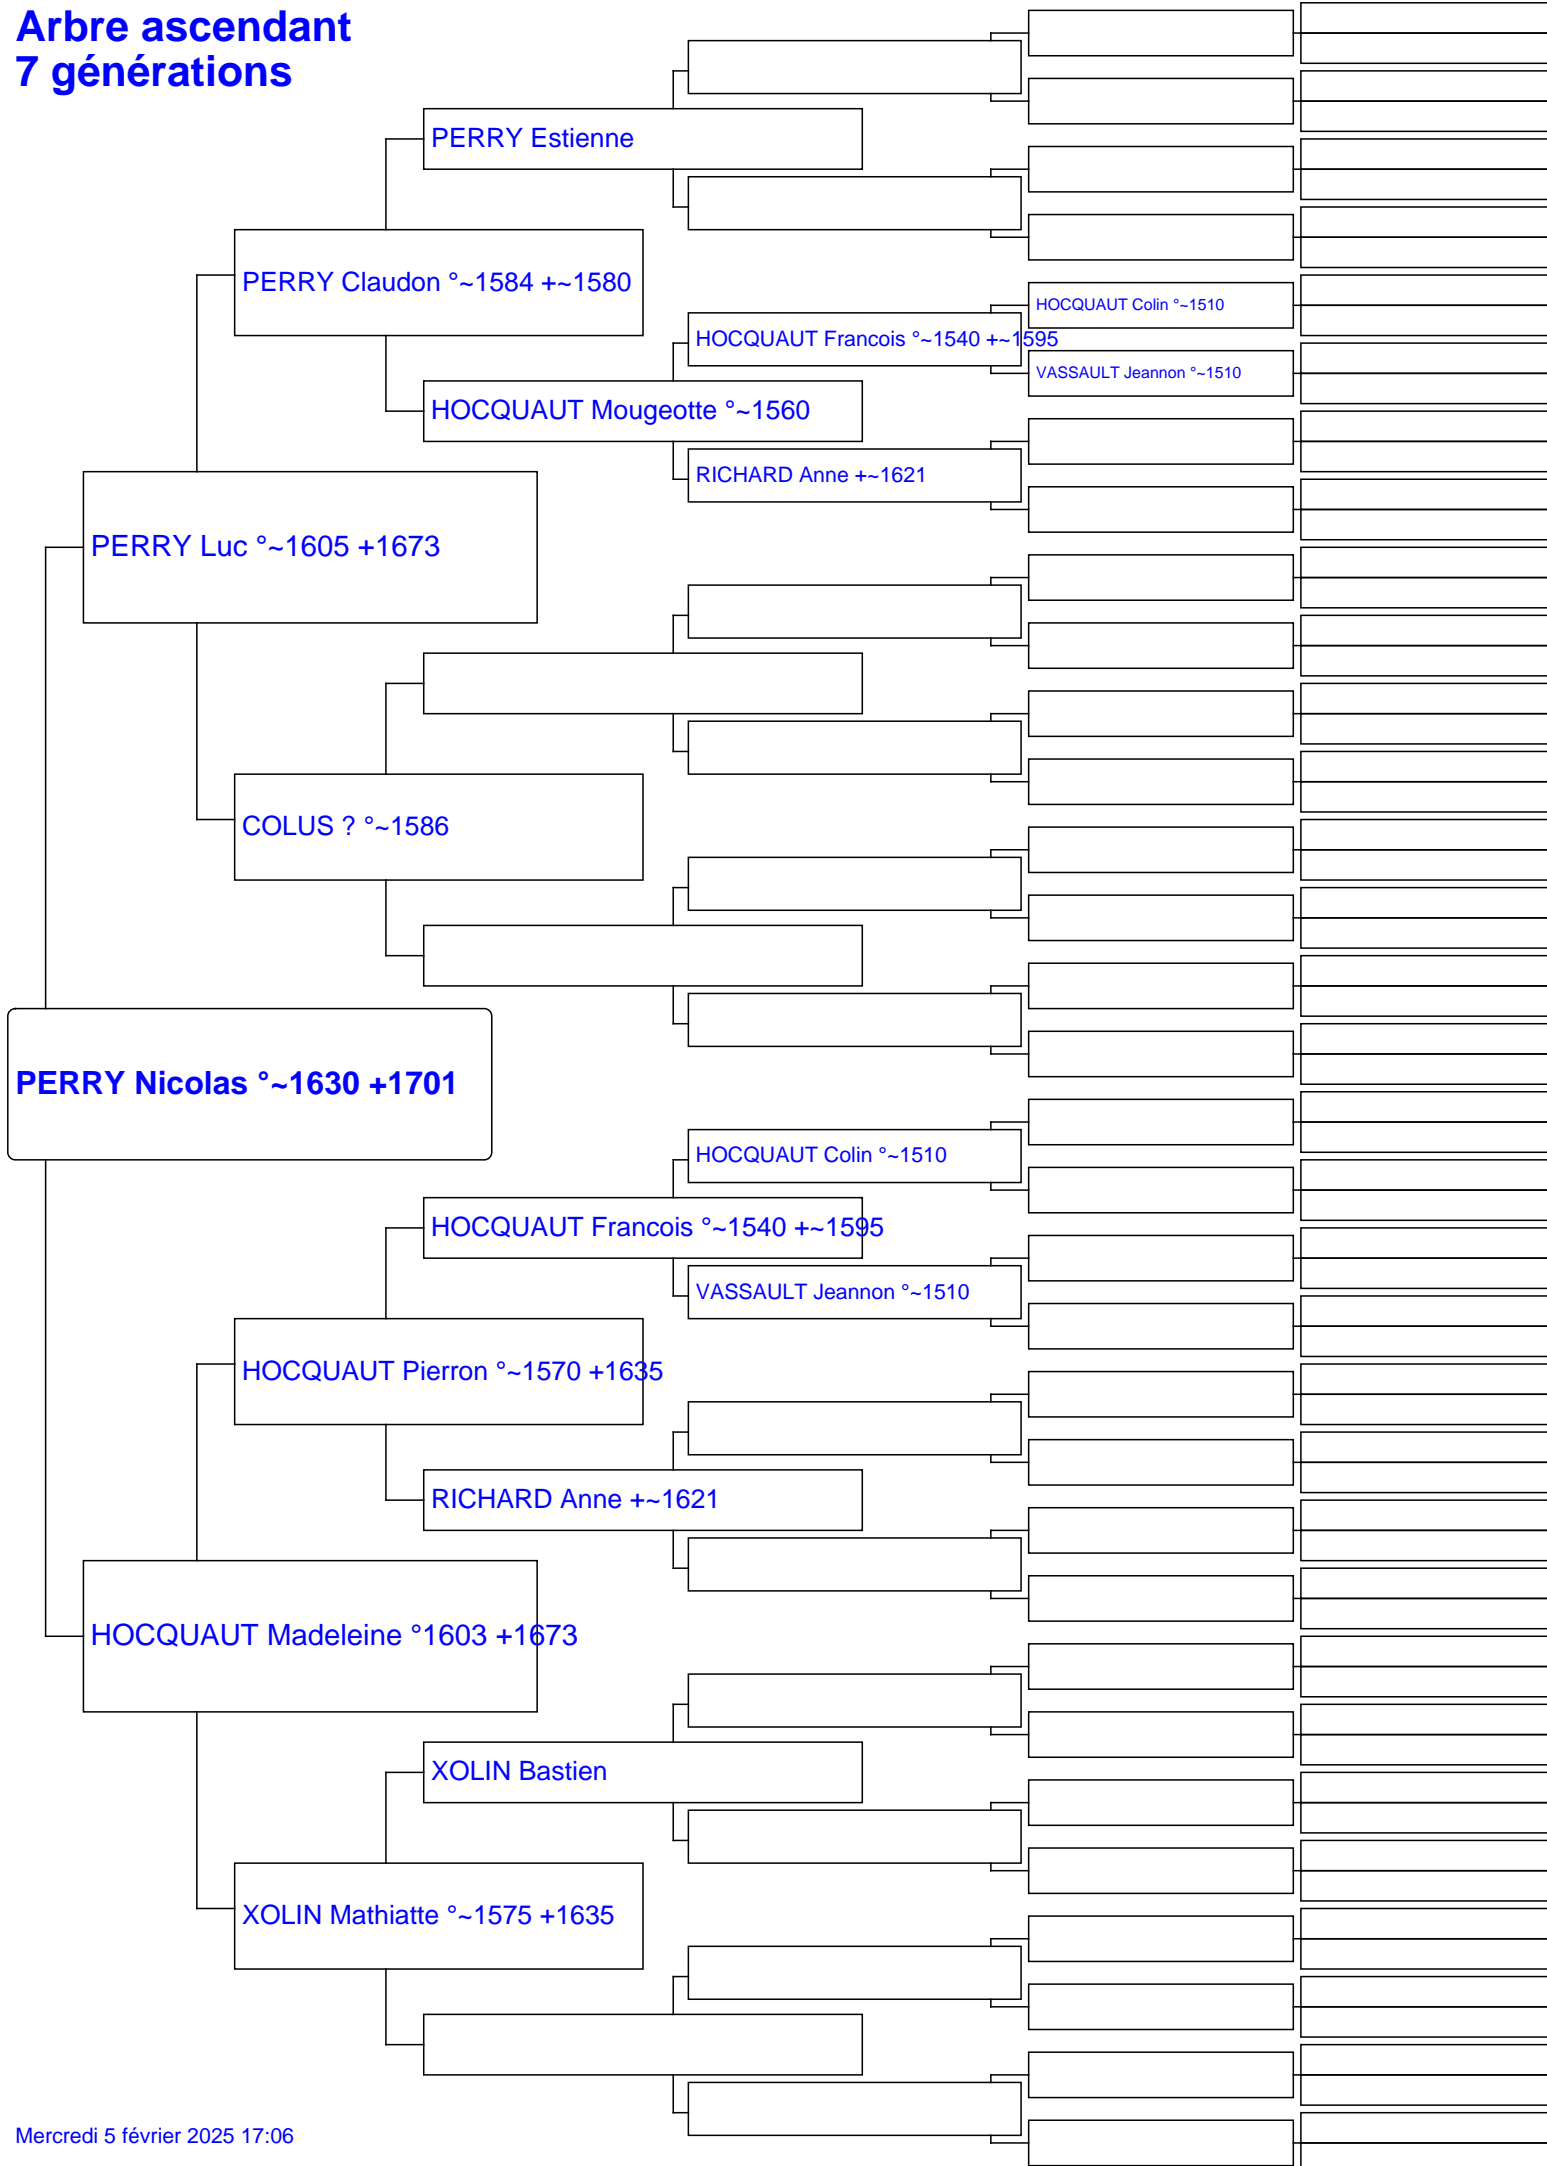 Arbre ascendant
7 générations
PERRY Estienne
PERRY Claudon °~1584 +~1580
HOCQUAUT Colin °~1510
HOCQUAUT Francois °~1540 +~1595
VASSAULT Jeannon °~1510
HOCQUAUT Mougeotte °~1560
RICHARD Anne +~1621
PERRY Luc °~1605 +1673
COLUS ? °~1586
PERRY Nicolas °~1630 +1701
HOCQUAUT Colin °~1510
HOCQUAUT Francois °~1540 +~1595
VASSAULT Jeannon °~1510
HOCQUAUT Pierron °~1570 +1635
RICHARD Anne +~1621
HOCQUAUT Madeleine °1603 +1673
XOLIN Bastien
XOLIN Mathiatte °~1575 +1635
Mercredi 5 février 2025 17:06